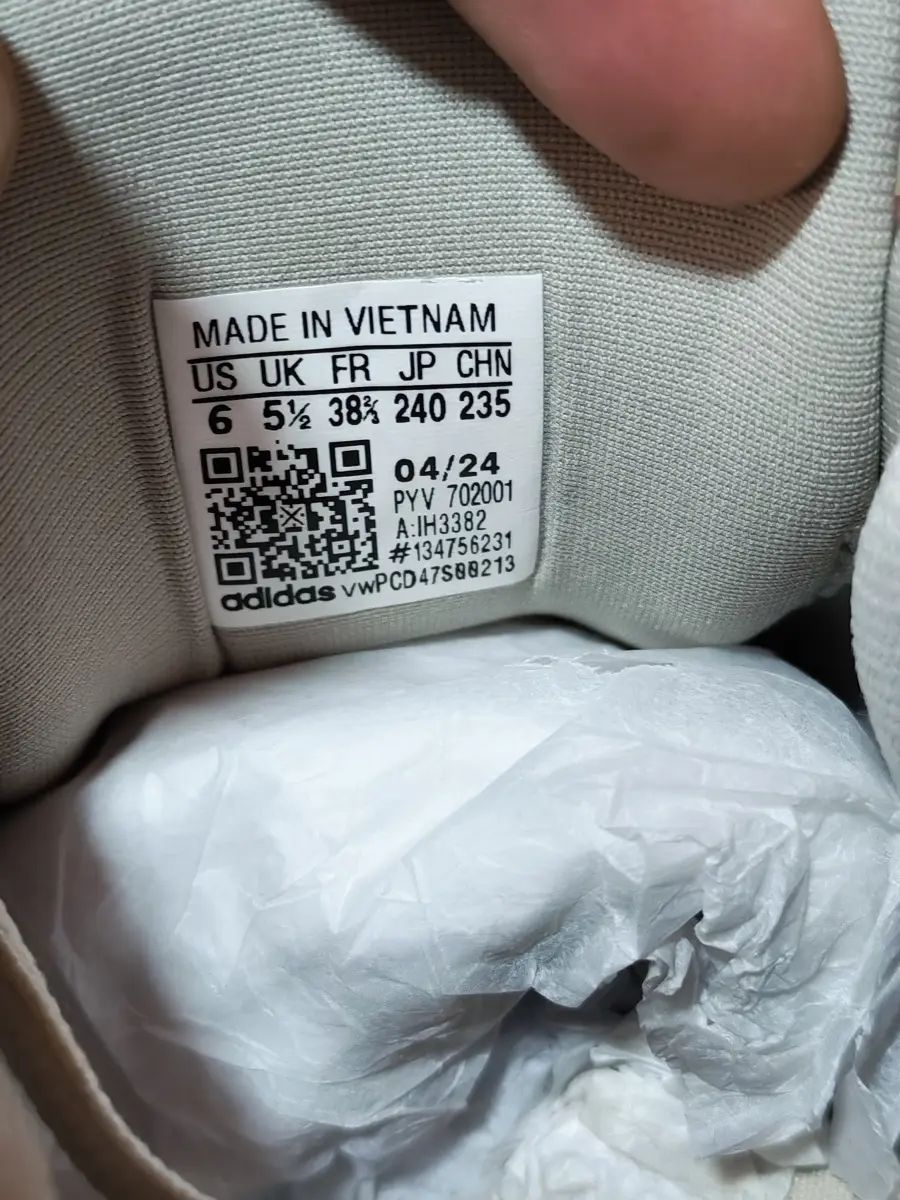 MADE IN VIETNAM
US UK FR JP CHN
6 5½ 38⅔ 240 235
04/24
PYV 702001
A:IH3382
#134756231
adidas vwPCD47S00213